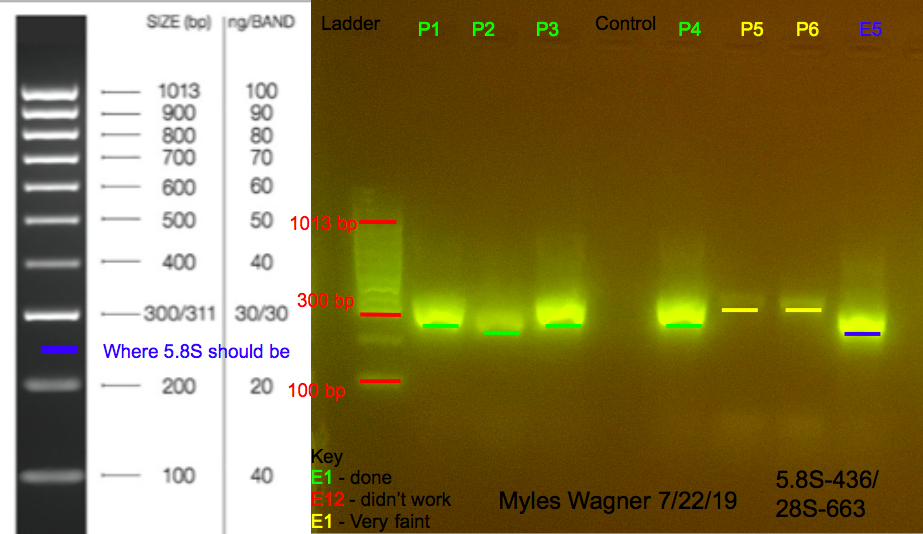 SIZE (bp) ng/BAND
1013 100
900 90
800 80
700 70
600 60
500 50
400 40
300/311 30/30
Where 5.8S should be
200 20
100 40
Ladder P1 P2 P3 Control P4 P5 P6 E5
1013 bp
300 bp
100 bp
Key
E1 - done
E12 - didn't work
E1 - Very faint
Myles Wagner 7/22/19
5.8S-436/
28S-663